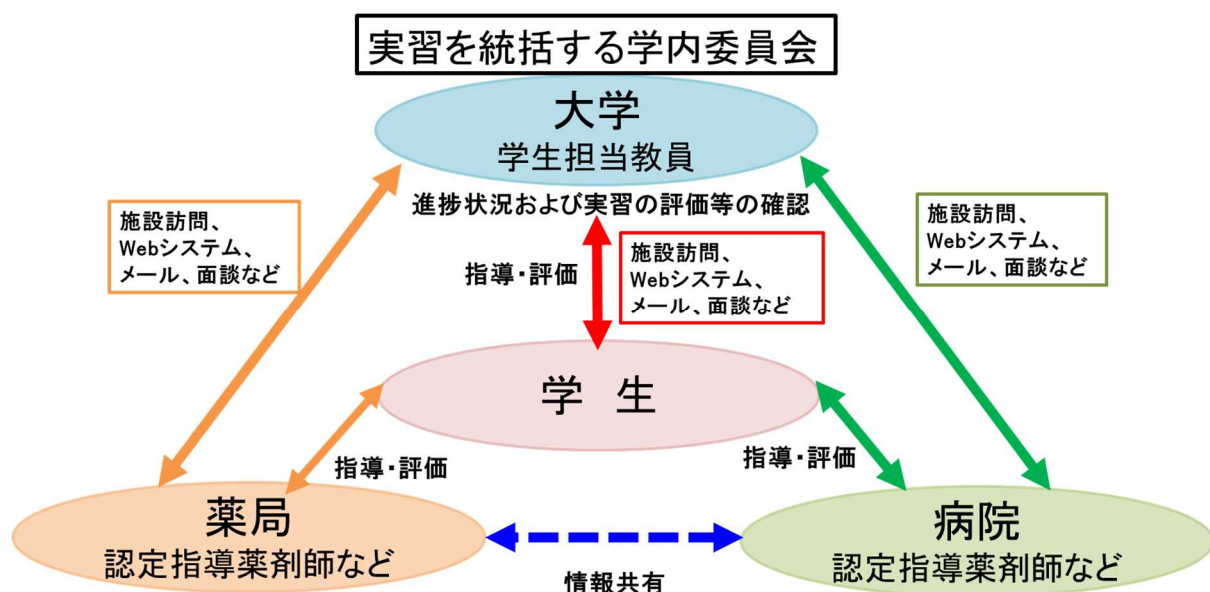 実習を統括する学内委員会
大学
学生担当教員
進捗状況および実習の評価等の確認
施設訪問、
Webシステム、
メール、面談など
指導・評価
施設訪問、
Webシステム、
メール、面談など
施設訪問、
Webシステム、
メール、面談など
学 生
指導・評価
指導・評価
薬局
認定指導薬剤師など
病院
認定指導薬剤師など
情報共有